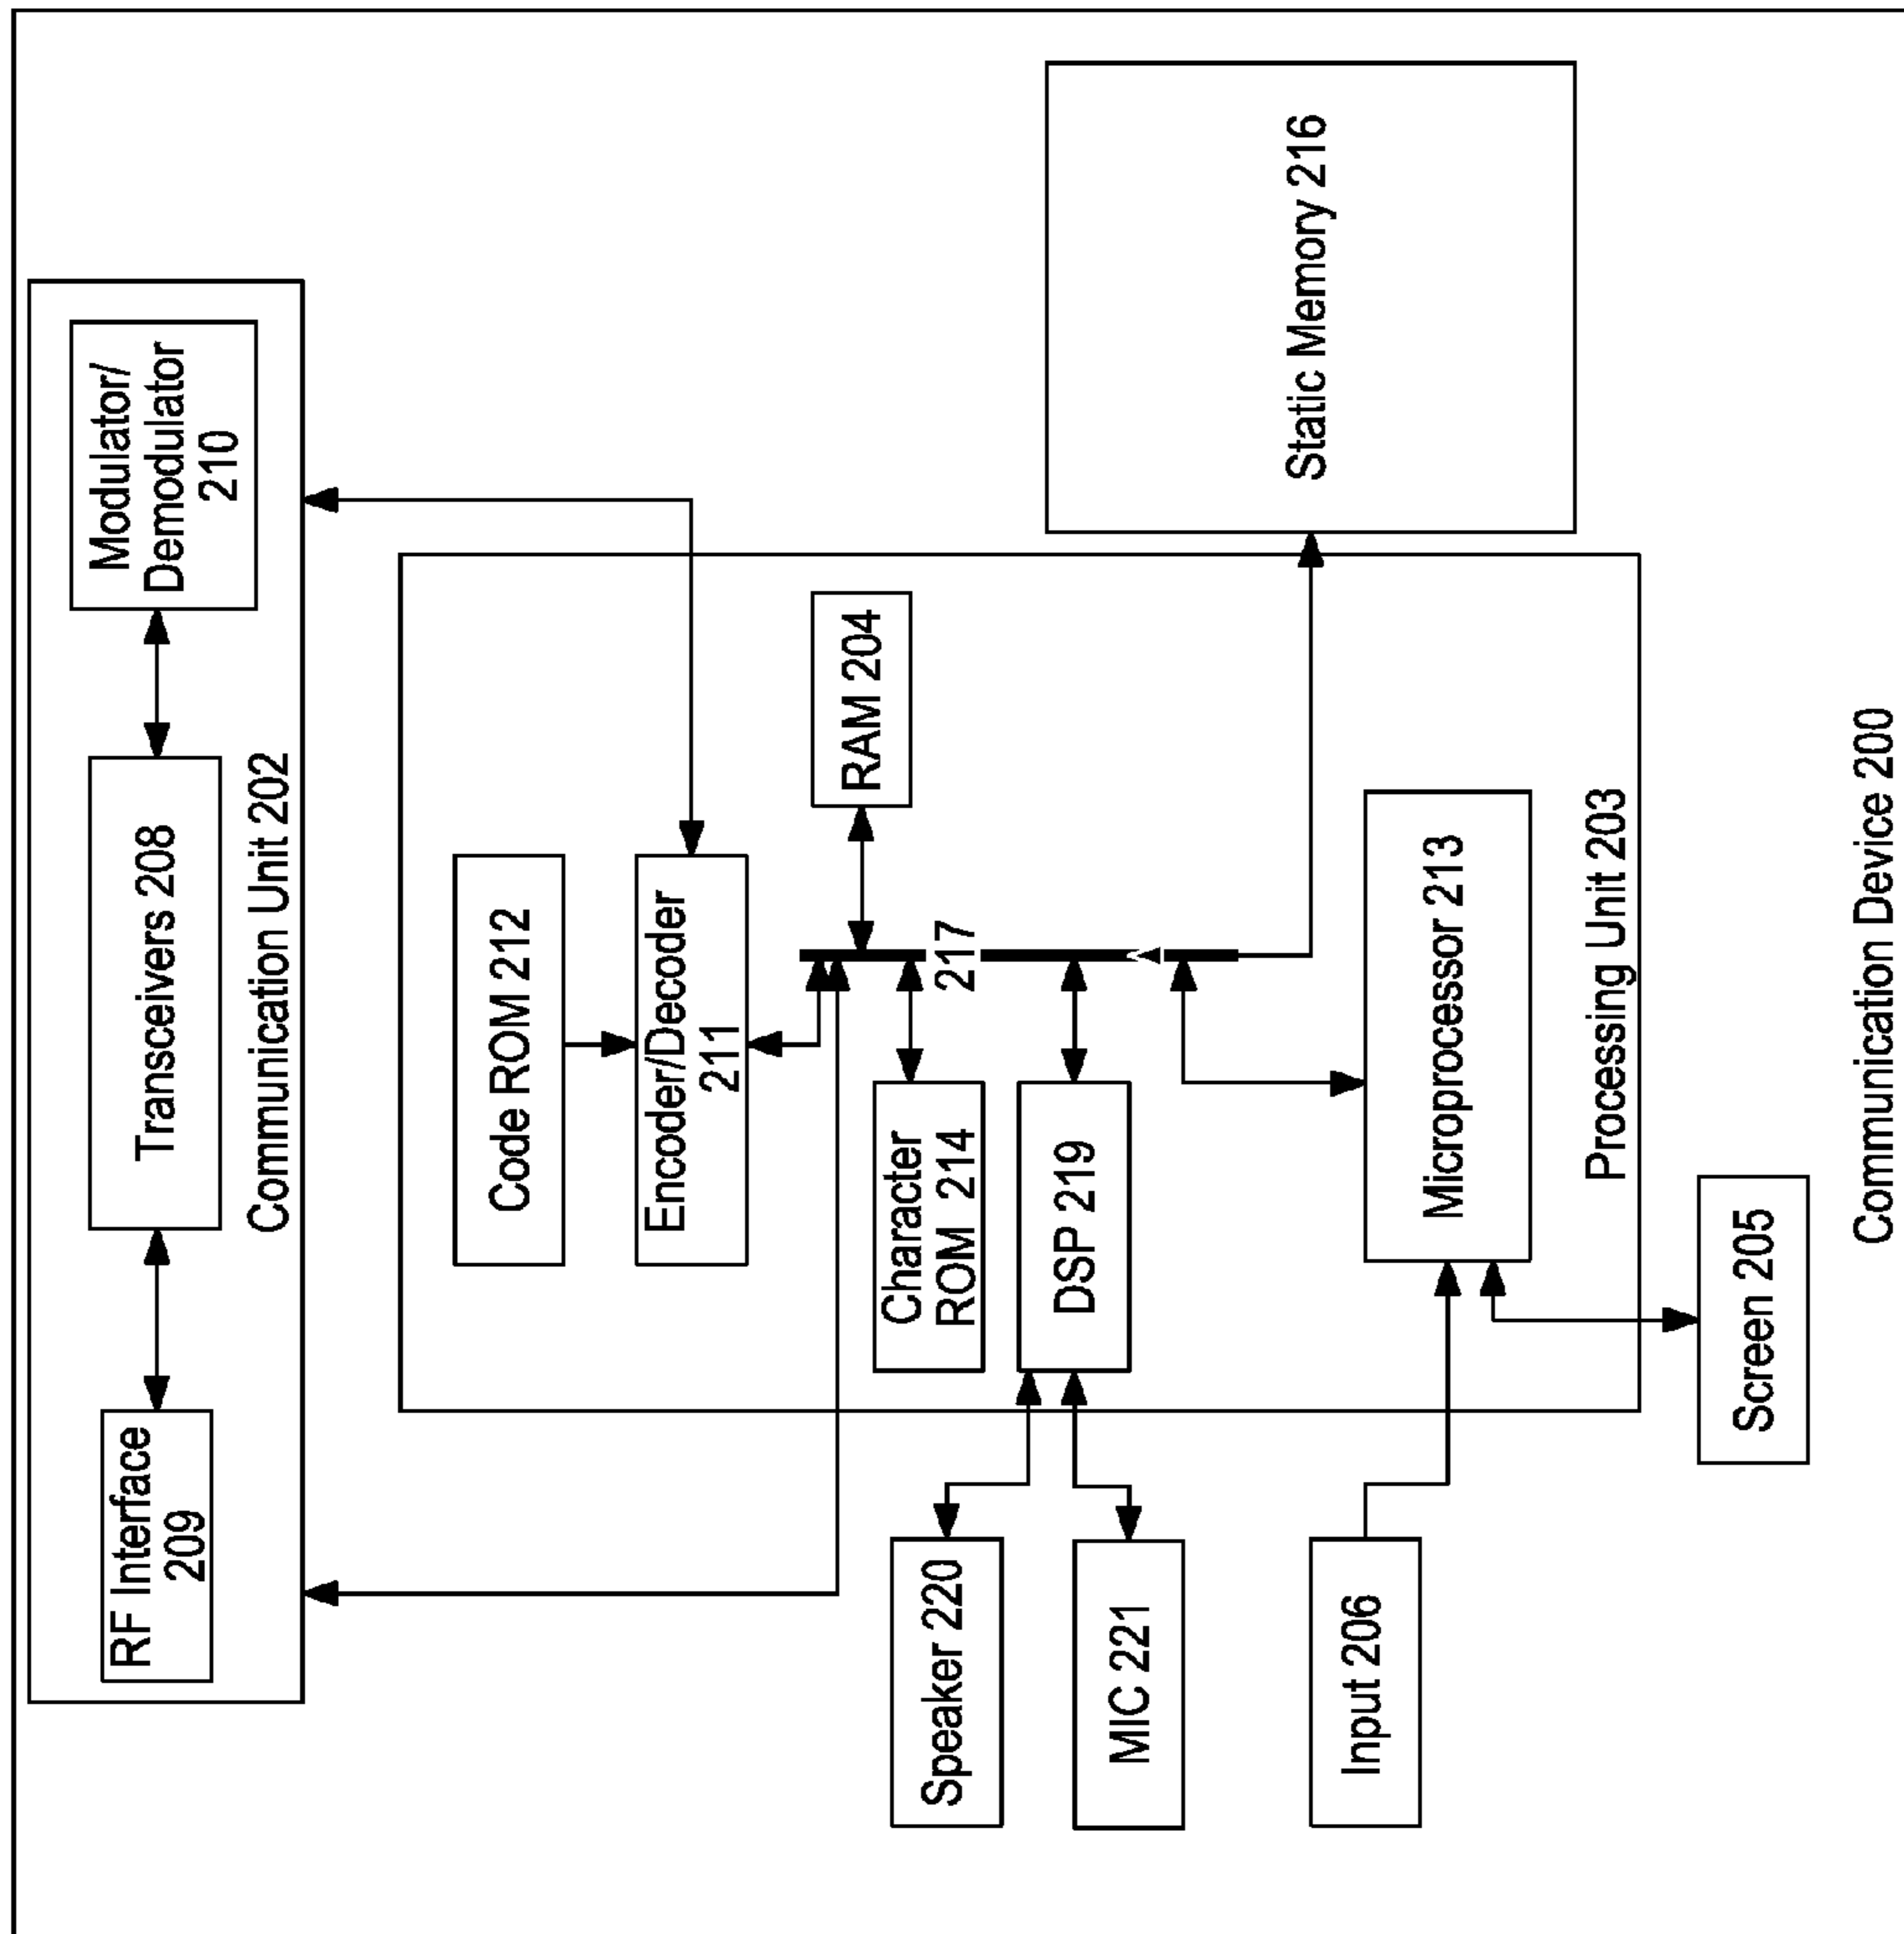 RF Interface
209
Transceivers 208
Modulator/
Demodulator
210
Communication Unit 202
Code ROM 212
Encoder/Decoder
211
RAM 204
Speaker 220
Character
ROM 214
217
MIC 221
DSP 219
Static Memory 216
Input 206
Microprocessor 213
Processing Unit 203
Screen 205
Communication Device 200